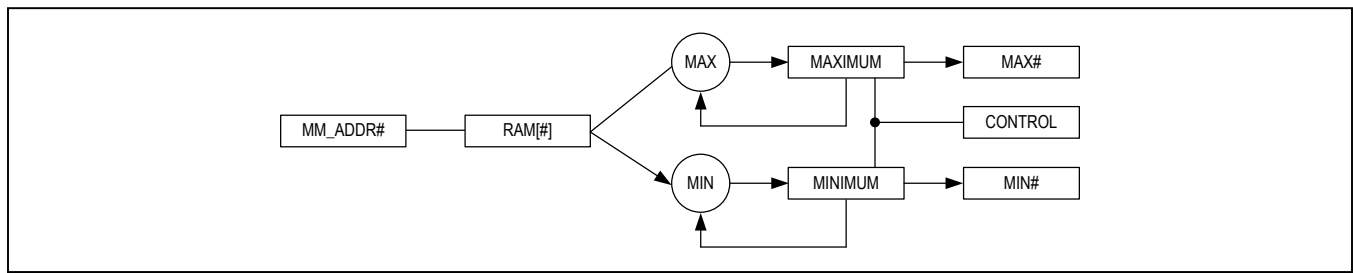 MAX
MAXIMUM
MAX#
MM_ADDR#
RAM[#]
CONTROL
MIN
MINIMUM
MIN#